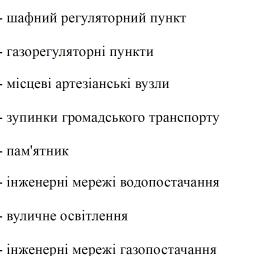 - шафний регуляторний пункт
- газорегуляторні пункти
- місцеві артезіанські вузли
- зупинки громадського транспорту
- пам'ятник
- інженерні мережі водопостачання
- вуличне освітлення
- інженерні мережі газопостачання